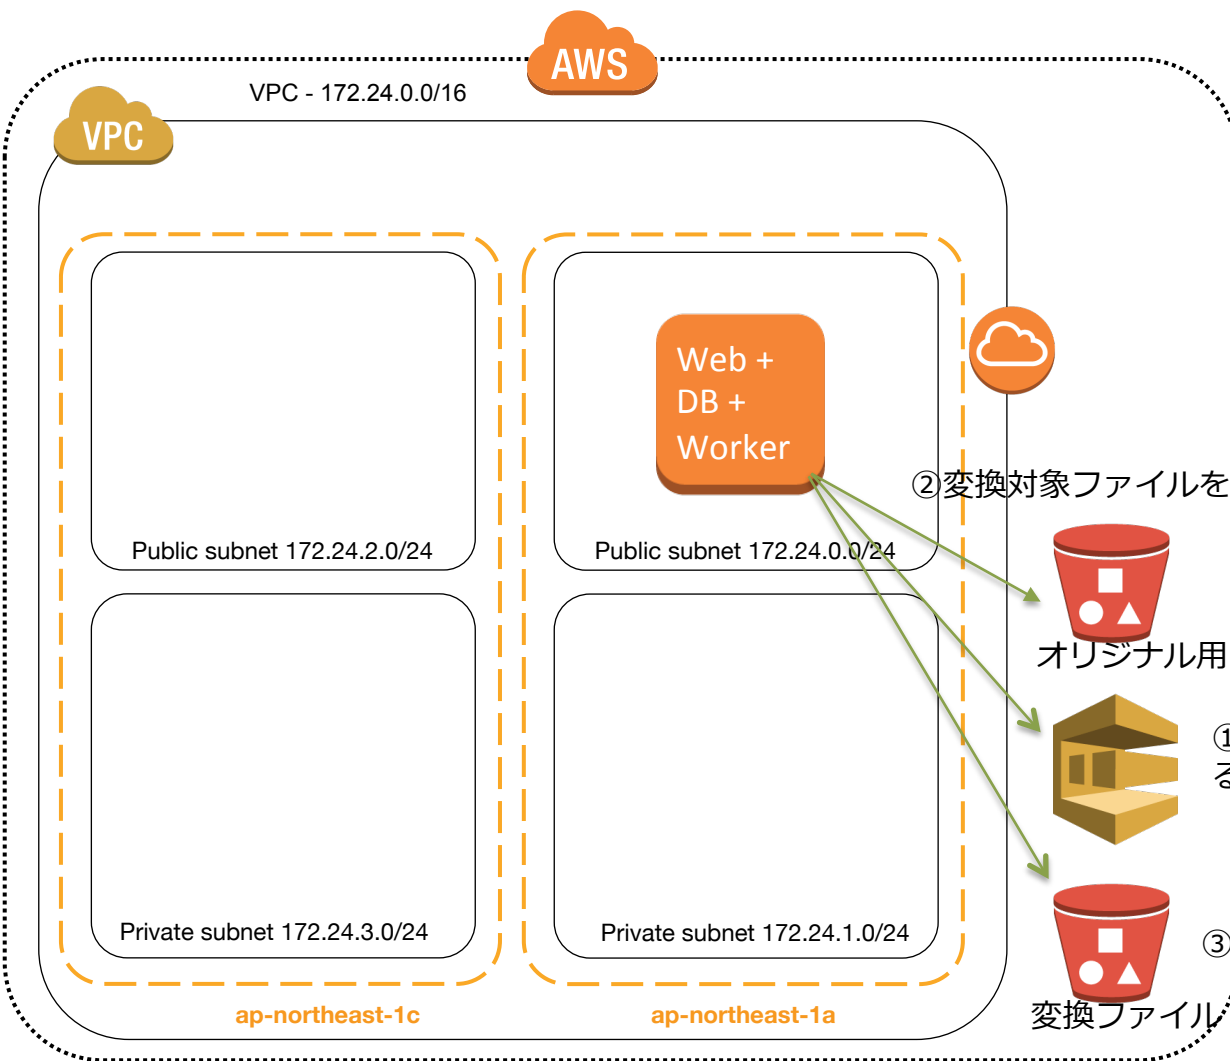 AWS
VPC - 172.24.0.0/16
VPC
Web +
DB +
Worker
②変換対象ファイルを
Public subnet 172.24.2.0/24
Public subnet 172.24.0.0/24
オリジナル用
①
る
Private subnet 172.24.3.0/24
Private subnet 172.24.1.0/24
③
変換ファイル
ap-northeast-1c
ap-northeast-1a